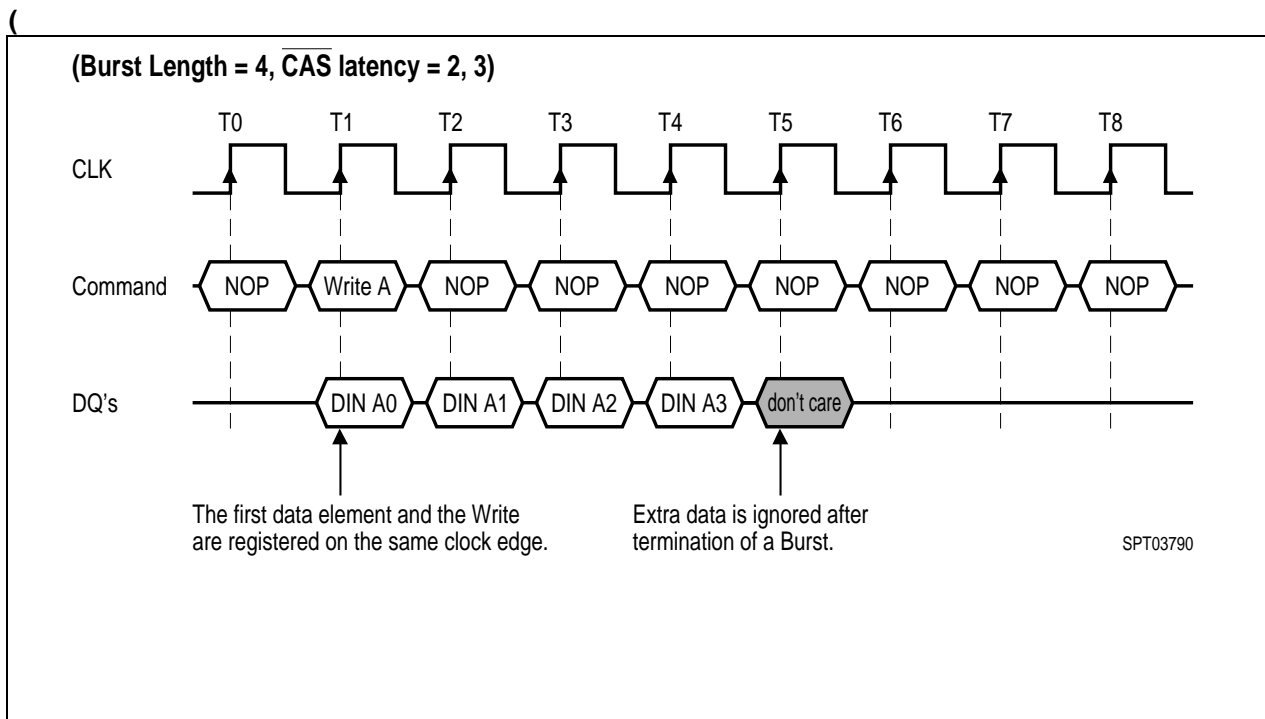 (
(Burst Length = 4, CAS latency = 2, 3)
T0 T1 T2 T3 T4 T5 T6 T7 T8
CLK
Command NOP Write A NOP NOP NOP NOP NOP NOP NOP
DQ's DIN A0 DIN A1 DIN A2 DIN A3 don't care
The first data element and the Write
are registered on the same clock edge.
Extra data is ignored after
termination of a Burst.
SPT03790